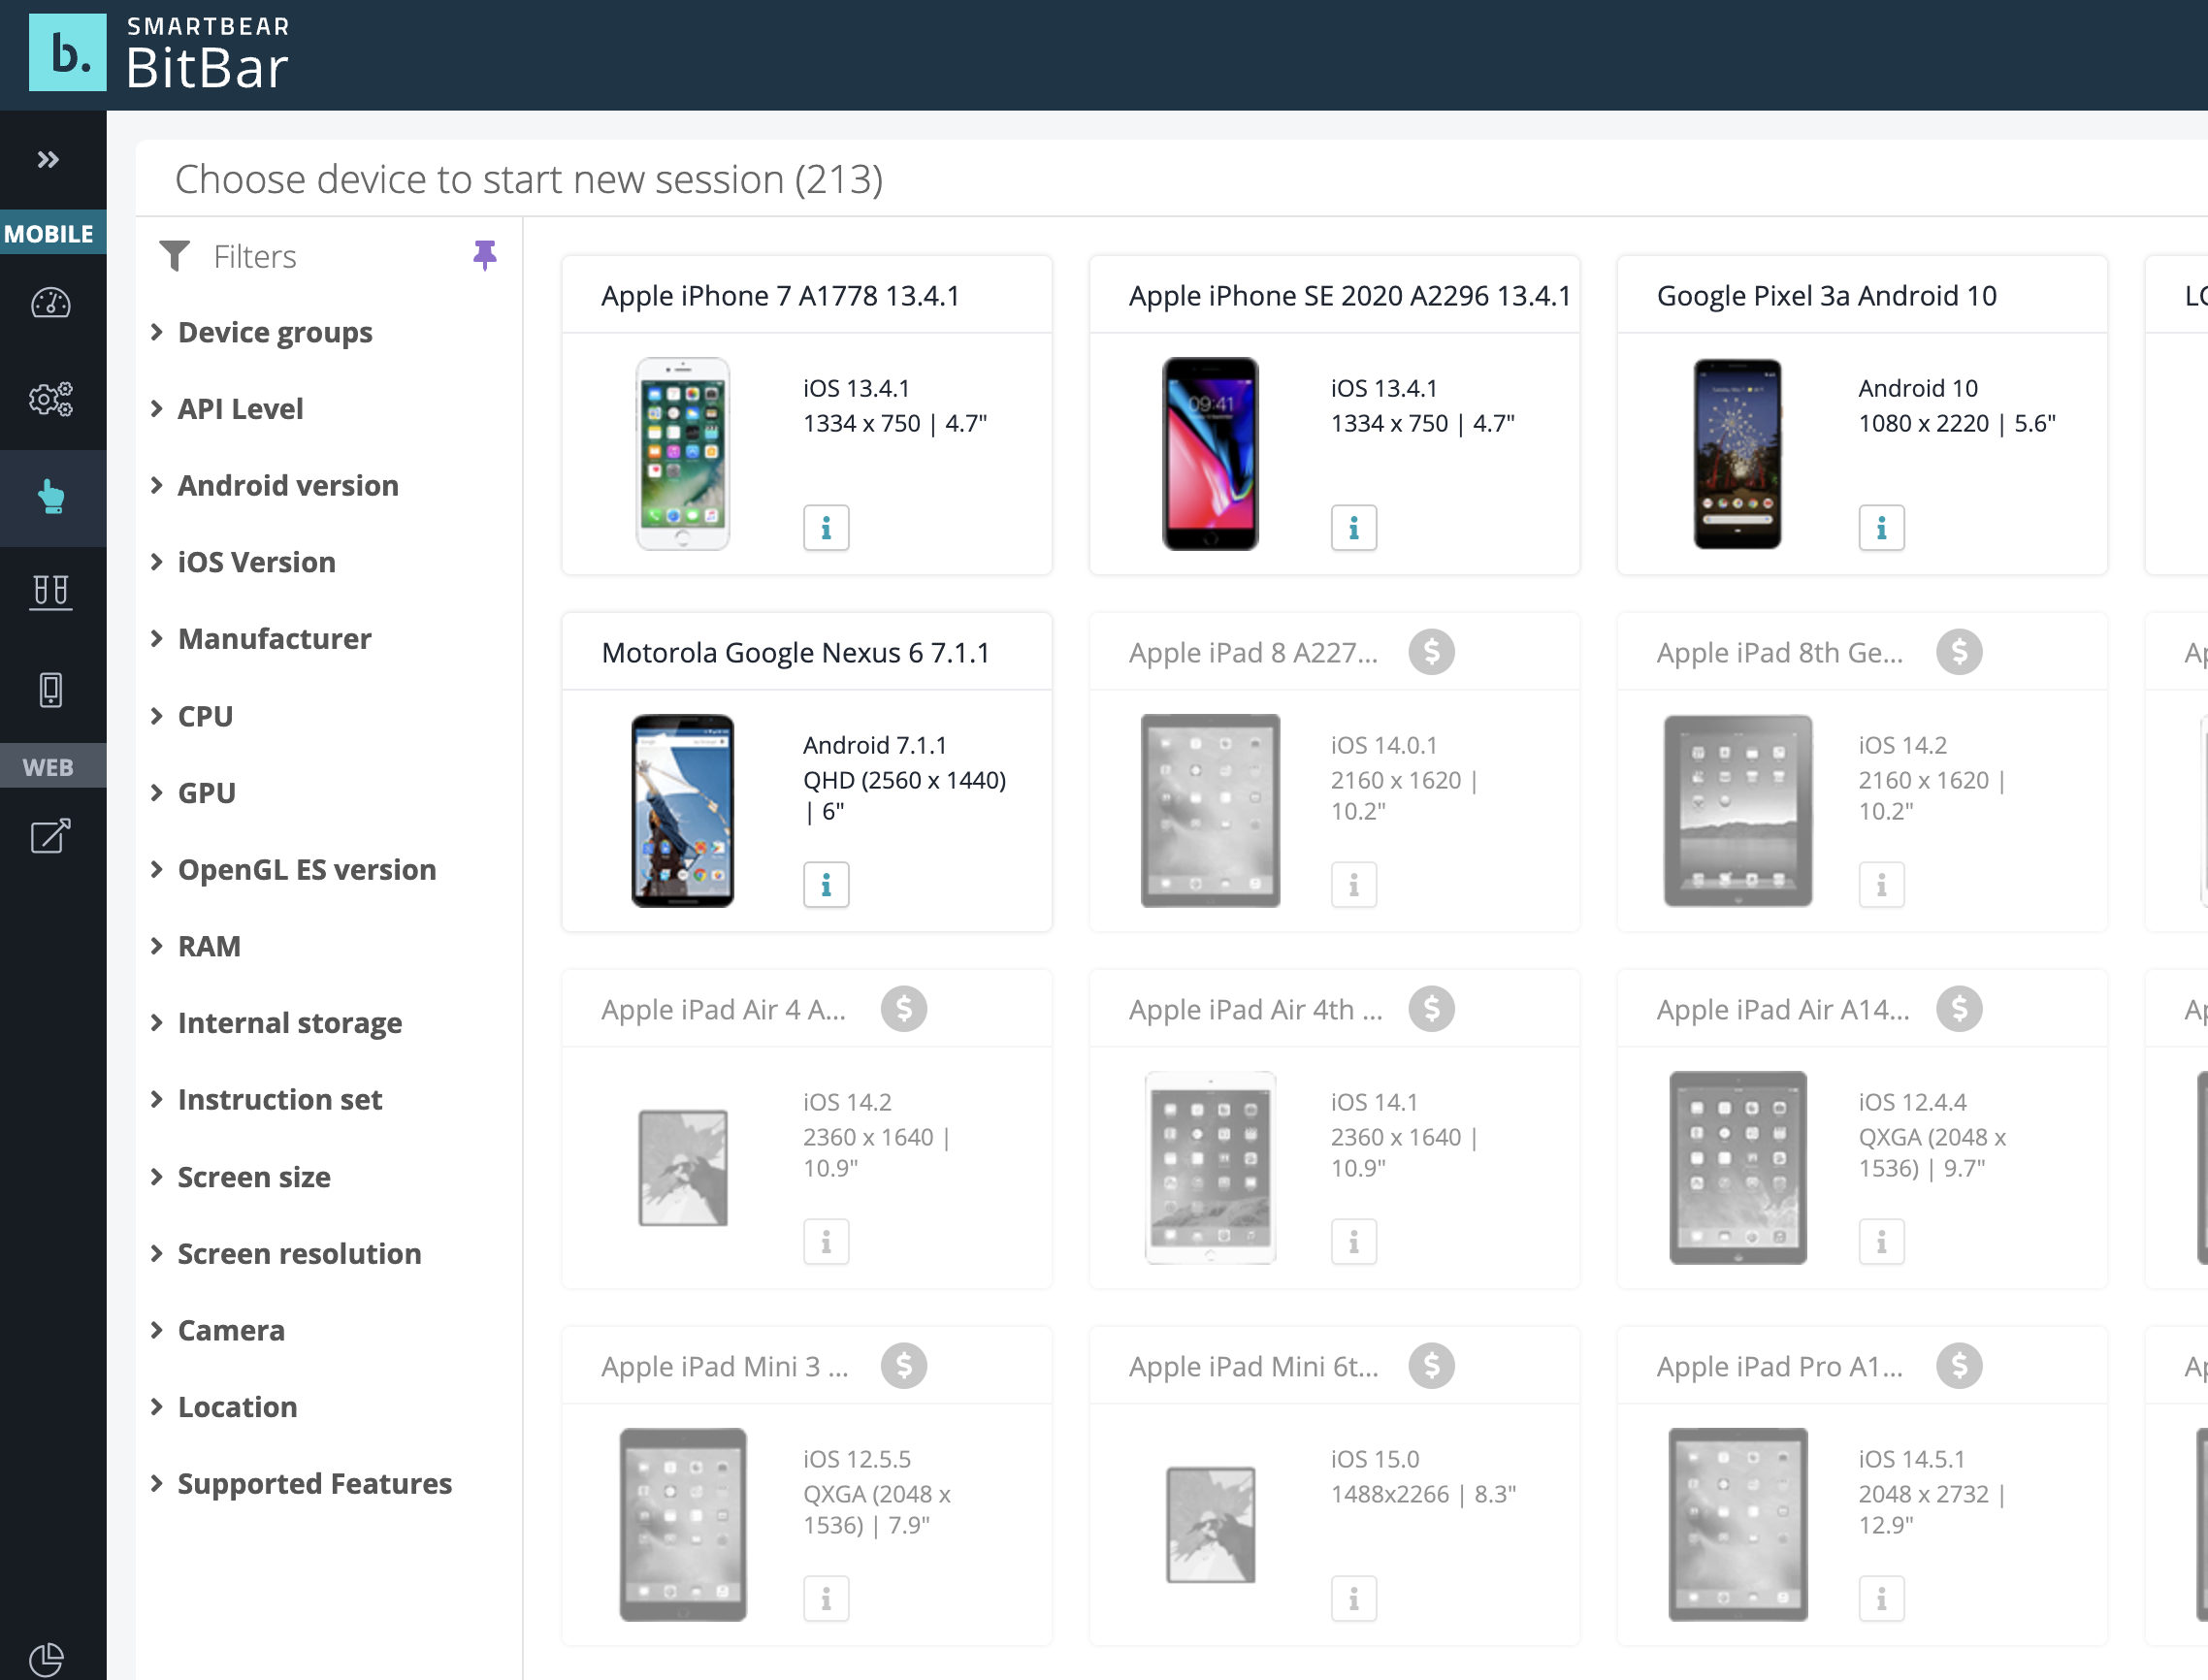 b.
SMARTBEAR
BitBar
MOBILE
WEB
Choose device to start new session (213)
Filters
Device groups
API Level
Android version
iOS Version
Manufacturer
CPU
GPU
OpenGL ES version
RAM
Internal storage
Instruction set
Screen size
Screen resolution
Camera
Location
Supported Features
Apple iPhone 7 A1778 13.4.1
iOS 13.4.1
1334 x 750 | 4.7"
i
Apple iPhone SE 2020 A2296 13.4.1
09:41
iOS 13.4.1
1334 x 750 | 4.7"
i
Google Pixel 3a Android 10
Android 10
1080 x 2220 | 5.6"
i
Motorola Google Nexus 6 7.1.1
Android 7.1.1
QHD (2560 x 1440)
| 6"
i
Apple iPad 8 A227... $
iOS 14.0.1
2160 x 1620 |
10.2"
i
Apple iPad 8th Ge... $
iOS 14.2
2160 x 1620 |
10.2"
i
Apple iPad Air 4 A... $
iOS 14.2
2360 x 1640 |
10.9"
i
Apple iPad Air 4th ... $
iOS 14.1
2360 x 1640 |
10.9"
i
Apple iPad Air A14... $
iOS 12.4.4
QXGA (2048 x
1536) | 9.7"
i
Apple iPad Mini 3 ... $
iOS 12.5.5
QXGA (2048 x
1536) | 7.9"
i
Apple iPad Mini 6t... $
iOS 15.0
1488x2266 | 8.3"
i
Apple iPad Pro A1... $
iOS 14.5.1
2048 x 2732 |
12.9"
i